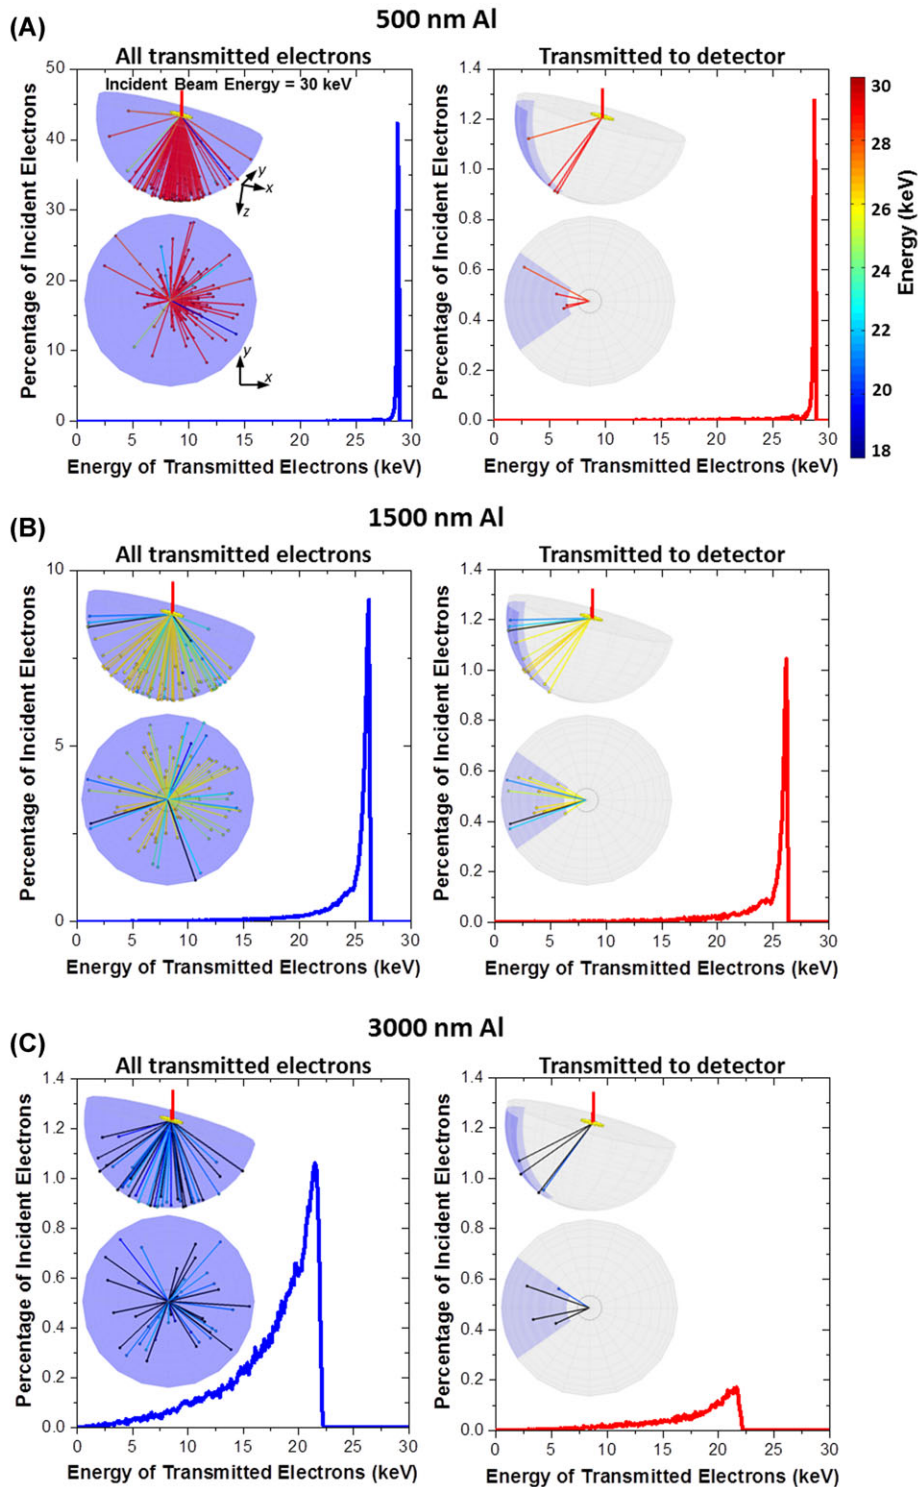 (A)
500 nm Al
All transmitted electrons
Transmitted to detector
Incident Beam Energy = 30 keV
Percentage of Incident Electrons
50
40
30
20
10
0
y
x
z
y
x
0 5 10 15 20 25 30
Energy of Transmitted Electrons (keV)
Percentage of Incident Electrons
1.4
1.2
1.0
0.8
0.6
0.4
0.2
0.0
0 5 10 15 20 25 30
Energy of Transmitted Electrons (keV)
30
28
26
24
22
20
18
Energy (keV)
(B)
1500 nm Al
All transmitted electrons
Transmitted to detector
Percentage of Incident Electrons
10
5
0
0 5 10 15 20 25 30
Energy of Transmitted Electrons (keV)
Percentage of Incident Electrons
1.4
1.2
1.0
0.8
0.6
0.4
0.2
0.0
0 5 10 15 20 25 30
Energy of Transmitted Electrons (keV)
(C)
3000 nm Al
All transmitted electrons
Transmitted to detector
Percentage of Incident Electrons
1.4
1.2
1.0
0.8
0.6
0.4
0.2
0.0
0 5 10 15 20 25 30
Energy of Transmitted Electrons (keV)
Percentage of Incident Electrons
1.4
1.2
1.0
0.8
0.6
0.4
0.2
0.0
0 5 10 15 20 25 30
Energy of Transmitted Electrons (keV)